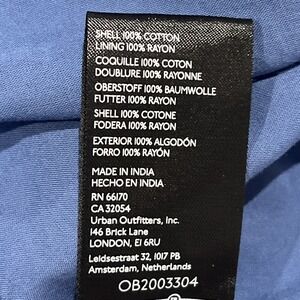 SHELL 100% COTTON
LINING 100% RAYON
COQUILLE 100% COTON
DOUBLURE 100% RAYONNE
OBERSTOFF 100% BAUMWOLLE
FUTTER 100% RAYON
SHELL 100% COTONE
FODERA 100% RAYON
EXTERIOR 100% ALGODÓN
FORRO 100% RAYÓN
MADE IN INDIA
HECHO EN INDIA
RN 66170
CA 32054
Urban Outfitters, Inc.
146 Brick Lane
LONDON, E1 6RU
Leidsestraat 32, 1017 PB
Amsterdam, Netherlands
OB2003304